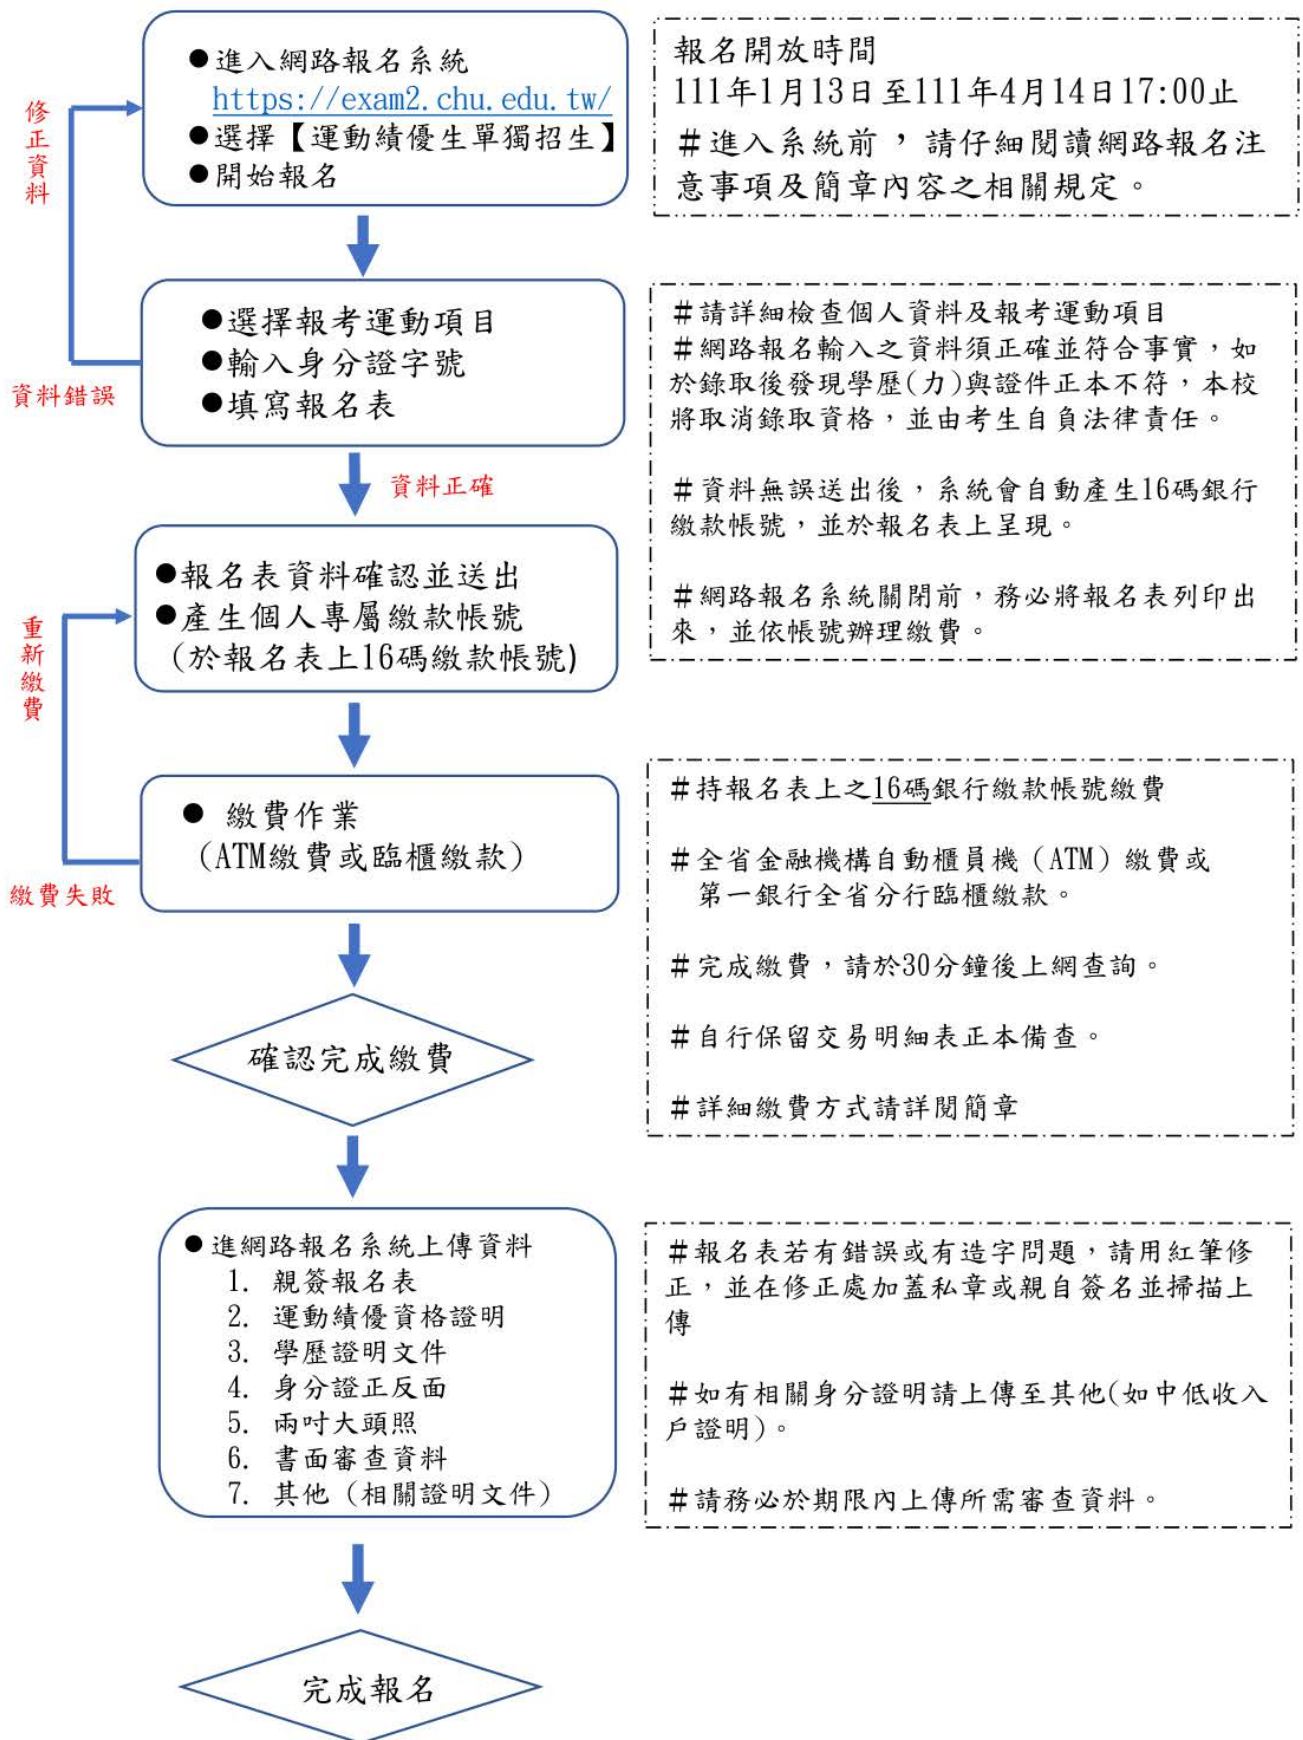 ●進入網路報名系統
https://exam2.chu.edu.tw/
●選擇【運動績優生單獨招生】
●開始報名
報名開放時間
111年1月13日至111年4月14日17:00止
#進入系統前,請仔細閱讀網路報名注
意事項及簡章內容之相關規定。
修正資料
●選擇報考運動項目
●輸入身分證字號
●填寫報名表
資料錯誤
#請詳細檢查個人資料及報考運動項目
#網路報名輸入之資料須正確並符合事實,如
於錄取後發現學歷(力)與證件正本不符,本校
將取消錄取資格,並由考生自負法律責任。
#資料無誤送出後,系統會自動產生16碼銀行
繳款帳號,並於報名表上呈現。
#網路報名系統關閉前,務必將報名表列印出
來,並依帳號辦理繳費。
資料正確
●報名表資料確認並送出
●產生個人專屬繳款帳號
(於報名表上16碼繳款帳號)
重新繳費
● 繳費作業
(ATM繳費或臨櫃繳款)
繳費失敗
#持報名表上之16碼銀行繳款帳號繳費
#全省金融機構自動櫃員機(ATM)繳費或
第一銀行全省分行臨櫃繳款。
#完成繳費,請於30分鐘後上網查詢。
#自行保留交易明細表正本備查。
#詳細繳費方式請詳閱簡章
確認完成繳費
●進網路報名系統上傳資料
1. 親簽報名表
2. 運動績優資格證明
3. 學歷證明文件
4. 身分證正反面
5. 兩吋大頭照
6. 書面審查資料
7. 其他(相關證明文件)
#報名表若有錯誤或有造字問題,請用紅筆修
正,並在修正處加蓋私章或親自簽名並掃描上
傳
#如有相關身分證明請上傳至其他(如中低收入
戶證明)。
#請務必於期限內上傳所需審查資料。
完成報名